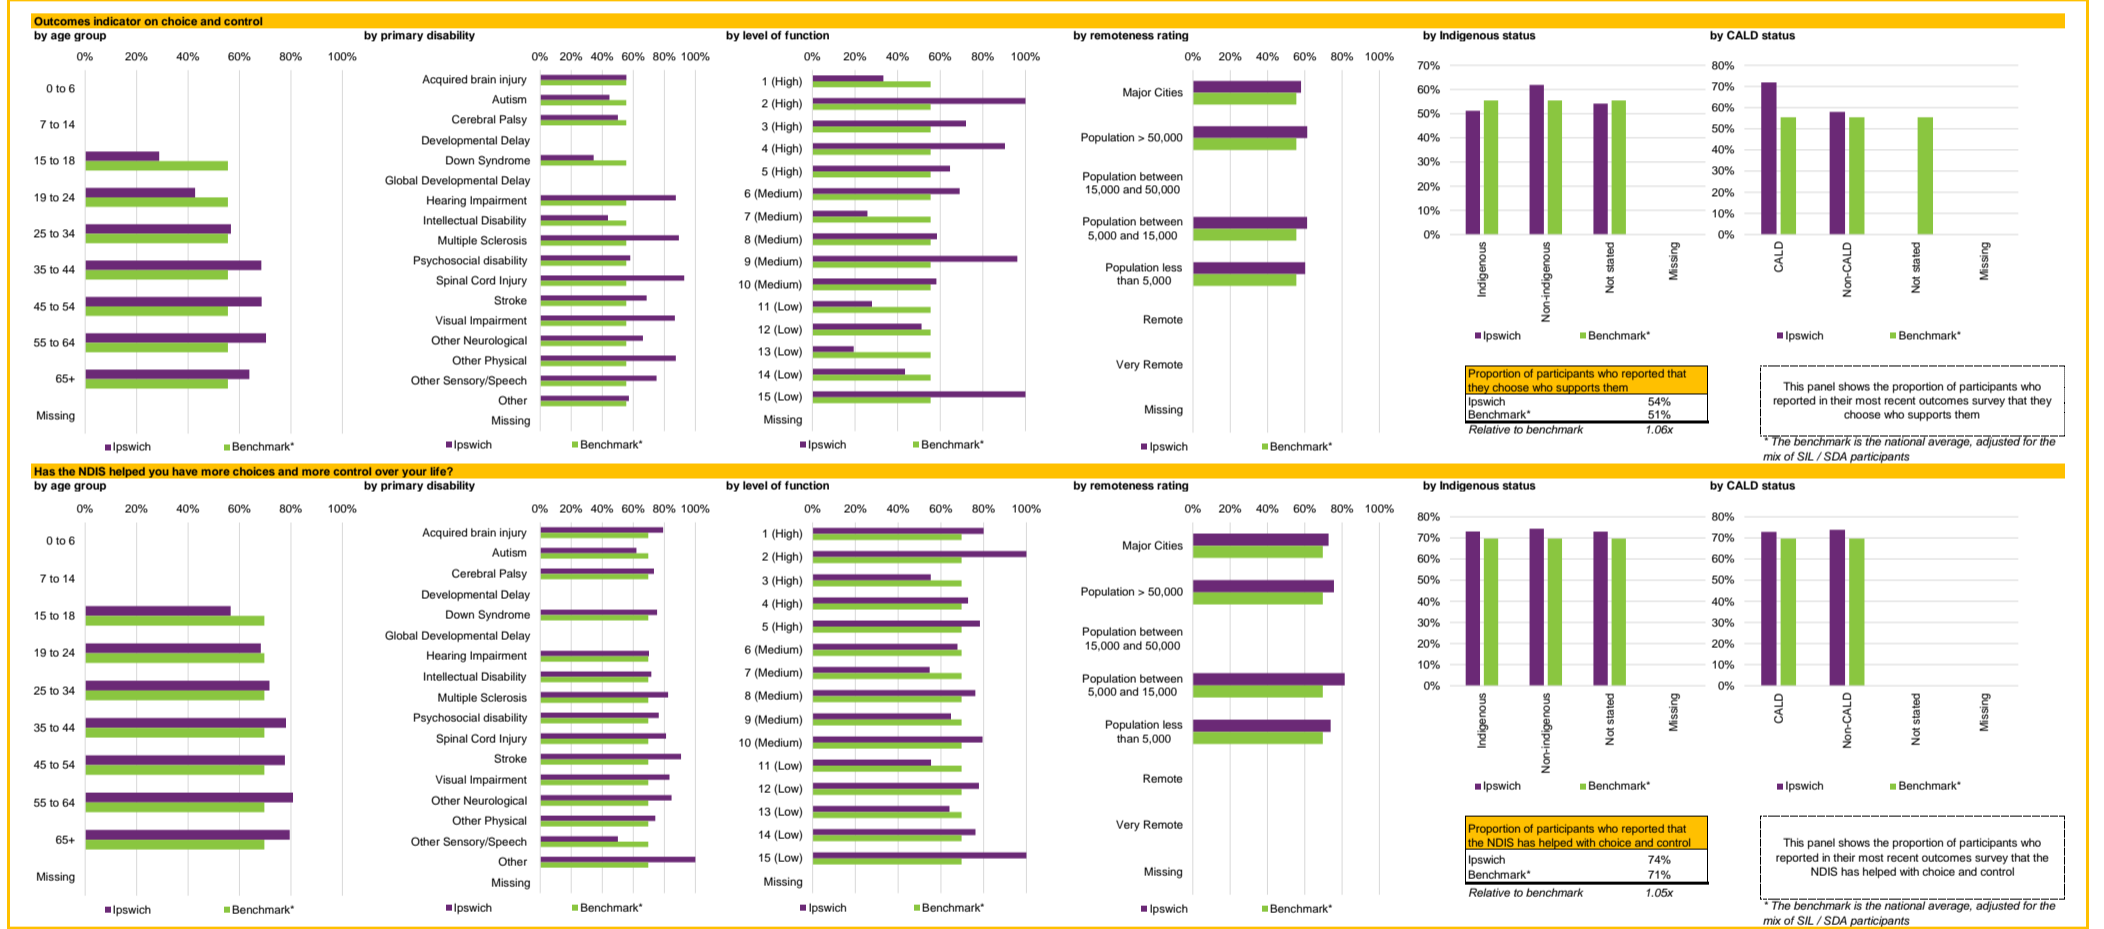 Outcomes indicator on choice and control
by age group
0% 20% 40% 60% 80% 100%
0 to 6
7 to 14
15 to 18
19 to 24
25 to 34
35 to 44
45 to 54
55 to 64
65+
Missing
Ipswich Benchmark*
by primary disability
0% 20% 40% 60% 80% 100%
Acquired brain injury
Autism
Cerebral Palsy
Developmental Delay
Down Syndrome
Global Developmental Delay
Hearing Impairment
Intellectual Disability
Multiple Sclerosis
Psychosocial disability
Spinal Cord Injury
Stroke
Visual Impairment
Other Neurological
Other Physical
Other Sensory/Speech
Other
Missing
Ipswich Benchmark*
by level of function
0% 20% 40% 60% 80% 100%
1 (High)
2 (High)
3 (High)
4 (High)
5 (High)
6 (Medium)
7 (Medium)
8 (Medium)
9 (Medium)
10 (Medium)
11 (Low)
12 (Low)
13 (Low)
14 (Low)
15 (Low)
Missing
Ipswich Benchmark*
by remoteness rating
0% 20% 40% 60% 80% 100%
Major Cities
Population > 50,000
Population between
15,000 and 50,000
Population between
5,000 and 15,000
Population less
than 5,000
Remote
Very Remote
Missing
Ipswich Benchmark*
by Indigenous status
70%
60%
50%
40%
30%
20%
10%
0%
Indigenous
Non-indigenous
Not stated
Missing
Ipswich Benchmark*
by CALD status
80%
70%
60%
50%
40%
30%
20%
10%
0%
CALD
Non-CALD
Not stated
Missing
Ipswich Benchmark*
Proportion of participants who reported that
they choose who supports them
Ipswich 54%
Benchmark* 51%
Relative to benchmark 1.06x
This panel shows the proportion of participants who
reported in their most recent outcomes survey that they
choose who supports them
* The benchmark is the national average, adjusted for the
mix of SIL / SDA participants
Has the NDIS helped you have more choices and more control over your life?
by age group
0% 20% 40% 60% 80% 100%
0 to 6
7 to 14
15 to 18
19 to 24
25 to 34
35 to 44
45 to 54
55 to 64
65+
Missing
Ipswich Benchmark*
by primary disability
0% 20% 40% 60% 80% 100%
Acquired brain injury
Autism
Cerebral Palsy
Developmental Delay
Down Syndrome
Global Developmental Delay
Hearing Impairment
Intellectual Disability
Multiple Sclerosis
Psychosocial disability
Spinal Cord Injury
Stroke
Visual Impairment
Other Neurological
Other Physical
Other Sensory/Speech
Other
Missing
Ipswich Benchmark*
by level of function
0% 20% 40% 60% 80% 100%
1 (High)
2 (High)
3 (High)
4 (High)
5 (High)
6 (Medium)
7 (Medium)
8 (Medium)
9 (Medium)
10 (Medium)
11 (Low)
12 (Low)
13 (Low)
14 (Low)
15 (Low)
Missing
Ipswich Benchmark*
by remoteness rating
0% 20% 40% 60% 80% 100%
Major Cities
Population > 50,000
Population between
15,000 and 50,000
Population between
5,000 and 15,000
Population less
than 5,000
Remote
Very Remote
Missing
Ipswich Benchmark*
by Indigenous status
80%
70%
60%
50%
40%
30%
20%
10%
0%
Indigenous
Non-indigenous
Not stated
Missing
Ipswich Benchmark*
by CALD status
80%
70%
60%
50%
40%
30%
20%
10%
0%
CALD
Non-CALD
Not stated
Missing
Ipswich Benchmark*
Proportion of participants who reported that
the NDIS has helped with choice and control
Ipswich 74%
Benchmark* 71%
Relative to benchmark 1.05x
This panel shows the proportion of participants who
reported in their most recent outcomes survey that the
NDIS has helped with choice and control
* The benchmark is the national average, adjusted for the
mix of SIL / SDA participants